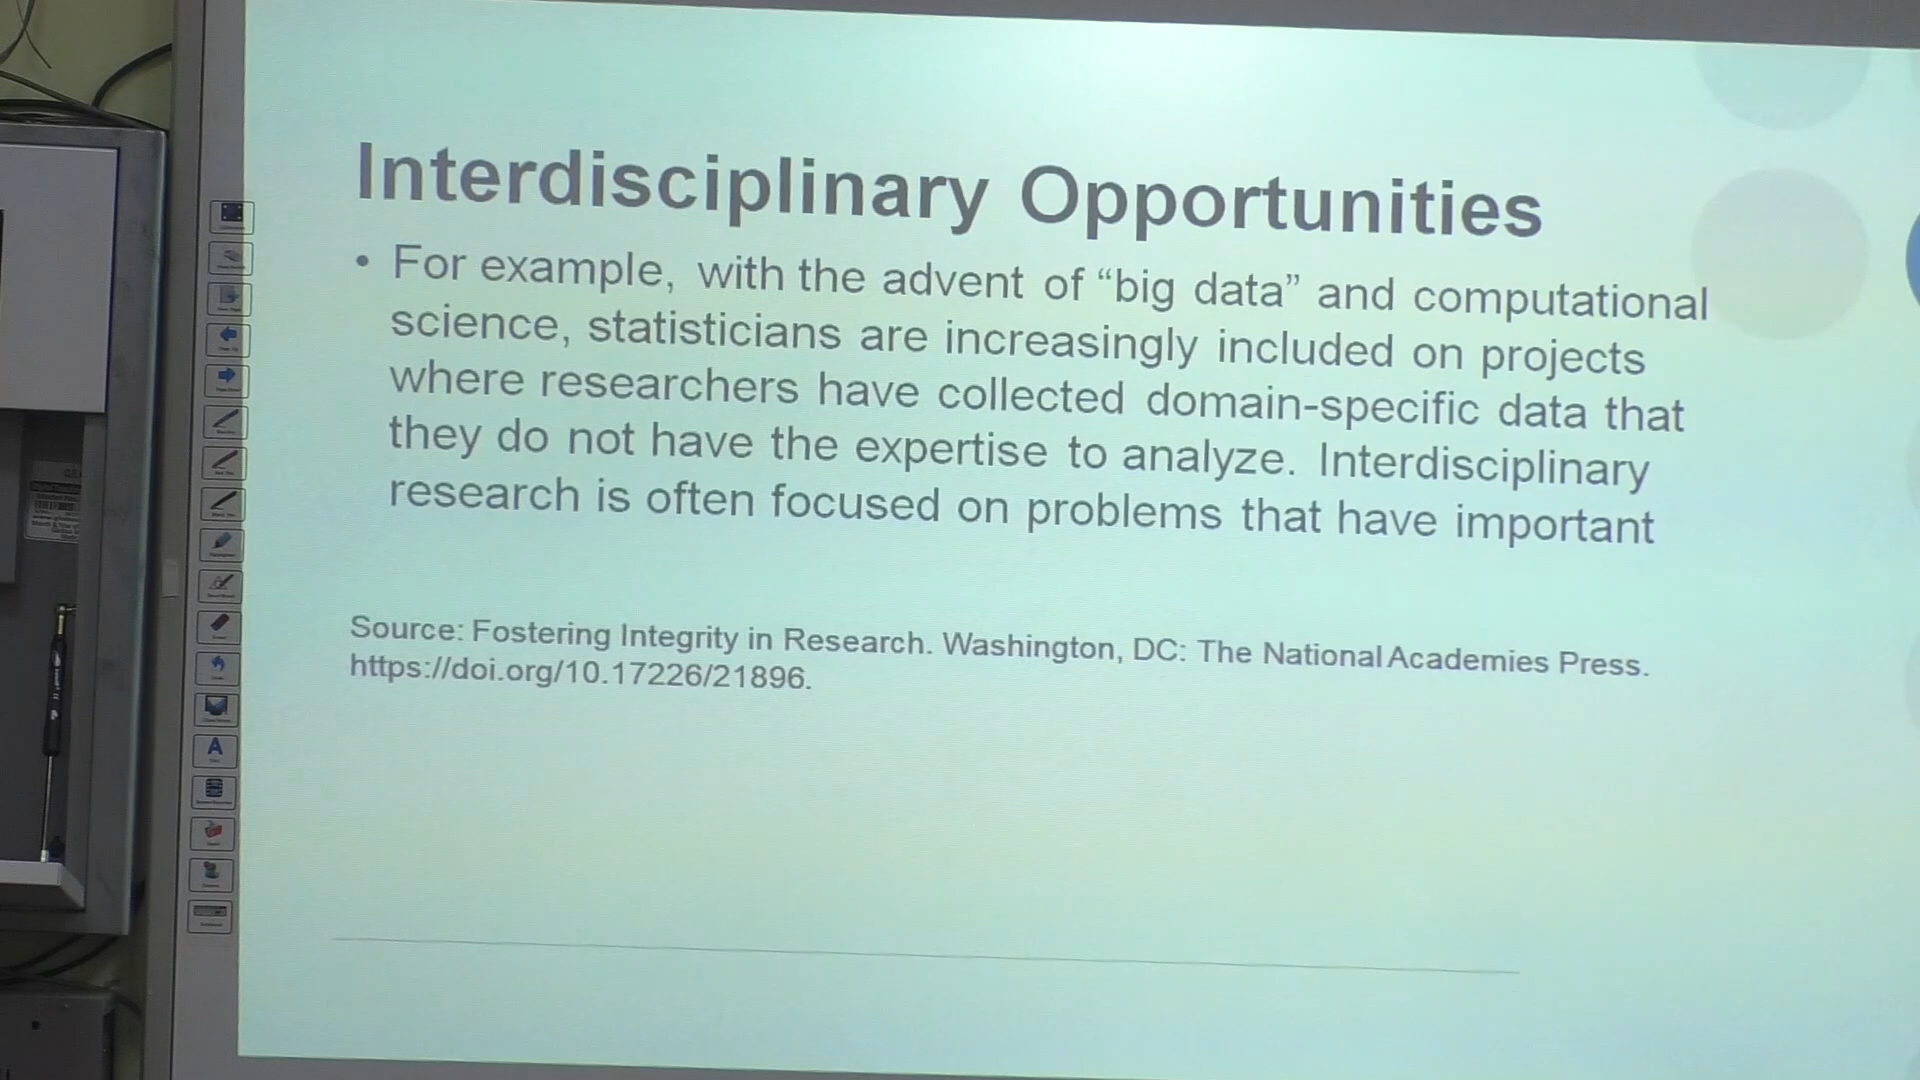 Interdisciplinary Opportunities
• For example, with the advent of “big data” and computational
science, statisticians are increasingly included on projects
where researchers have collected domain-specific data that
they do not have the expertise to analyze. Interdisciplinary
research is often focused on problems that have important
Source: Fostering Integrity in Research. Washington, DC: The National Academies Press.
https://doi.org/10.17226/21896.
A